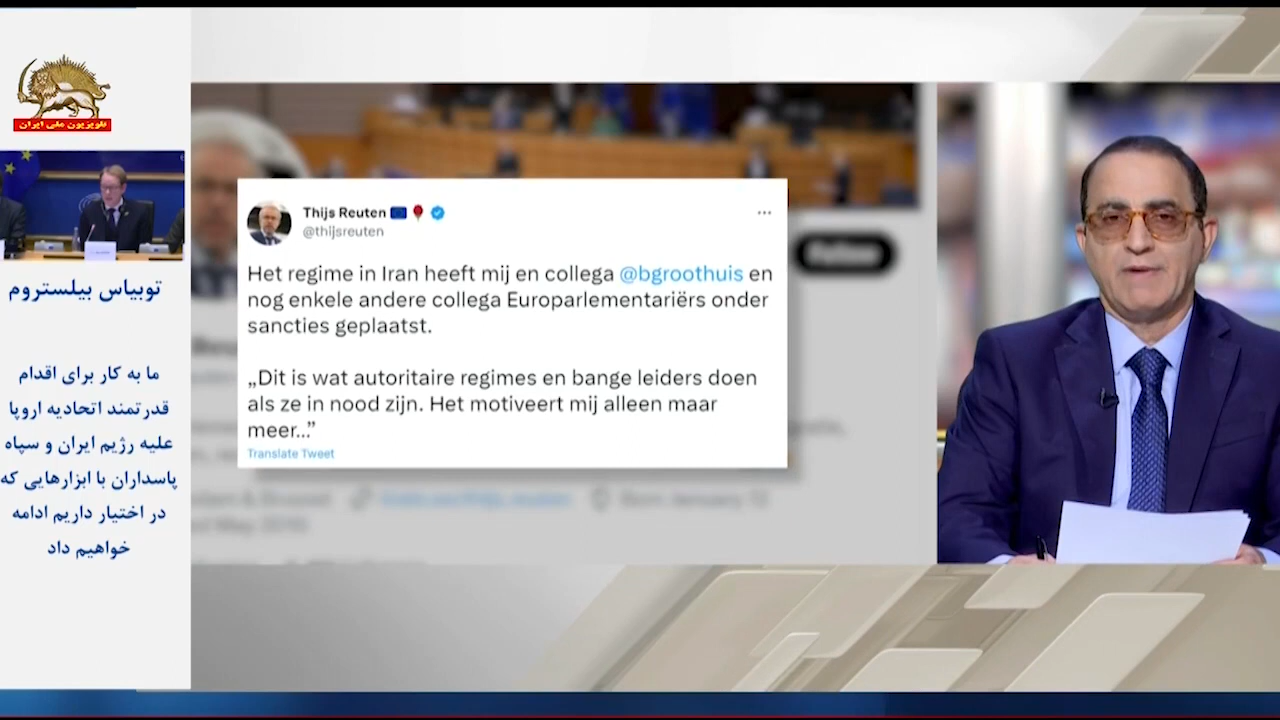 تلویزیون ملی ایران
توبیاس بیلستروم
ما به کار برای اقدام
قدرتمند اتحادیه اروپا
علیه رژیم ایران و سپاه
پاسداران با ابزارهایی که
در اختیار داریم ادامه
خواهیم داد
Thijs Reuten
@thijsreuten
Het regime in Iran heeft mij en collega @bgroothuis en
nog enkele andere collega Europarlementariërs onder
sancties geplaatst.
„Dit is wat autoritaire regimes en bange leiders doen
als ze in nood zijn. Het motiveert mij alleen maar
meer...”
Translate Tweet